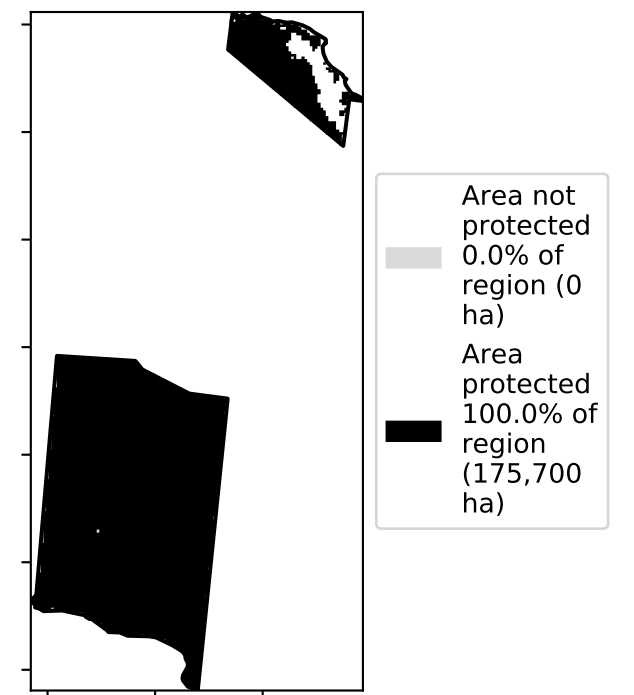 Area not
protected
0.0% of
region (0
ha)
Area
protected
100.0% of
region
(175,700
ha)